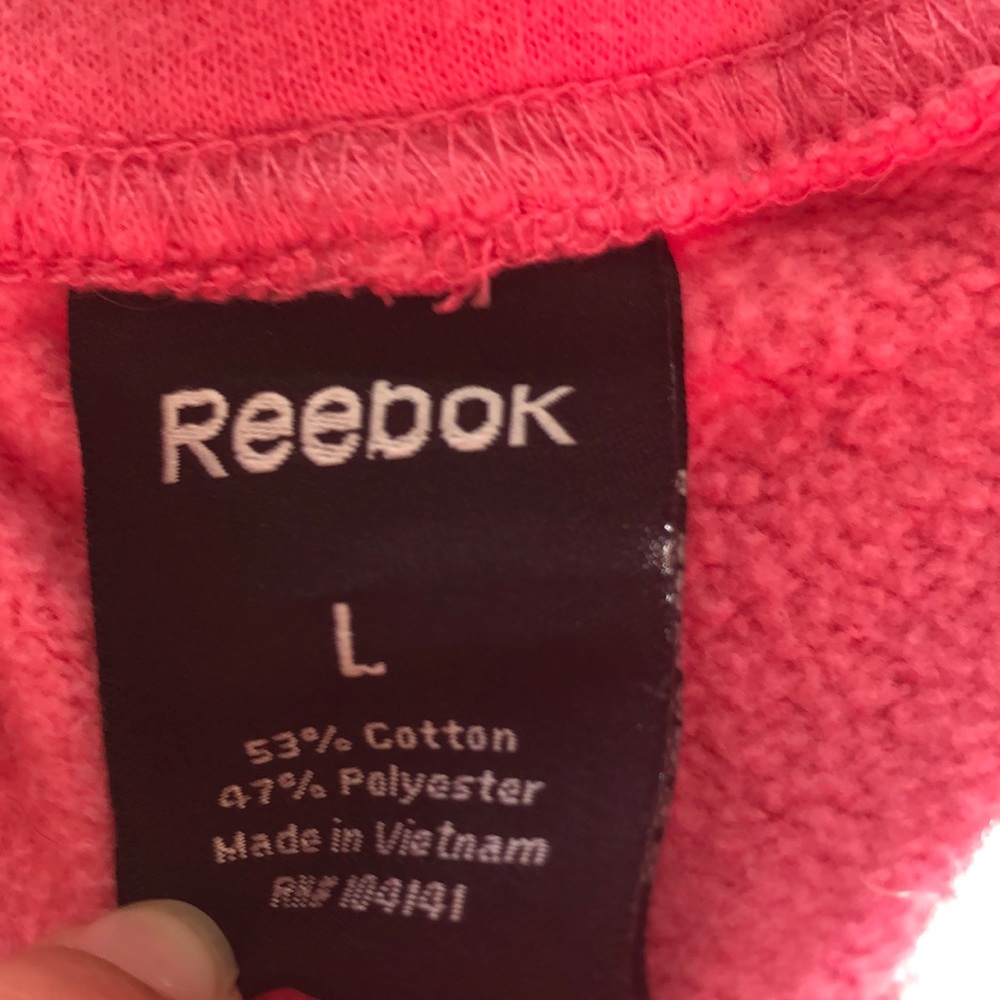 Reebok
L
53% Cotton
47% Polyester
Made in Vietnam
RN# 104141